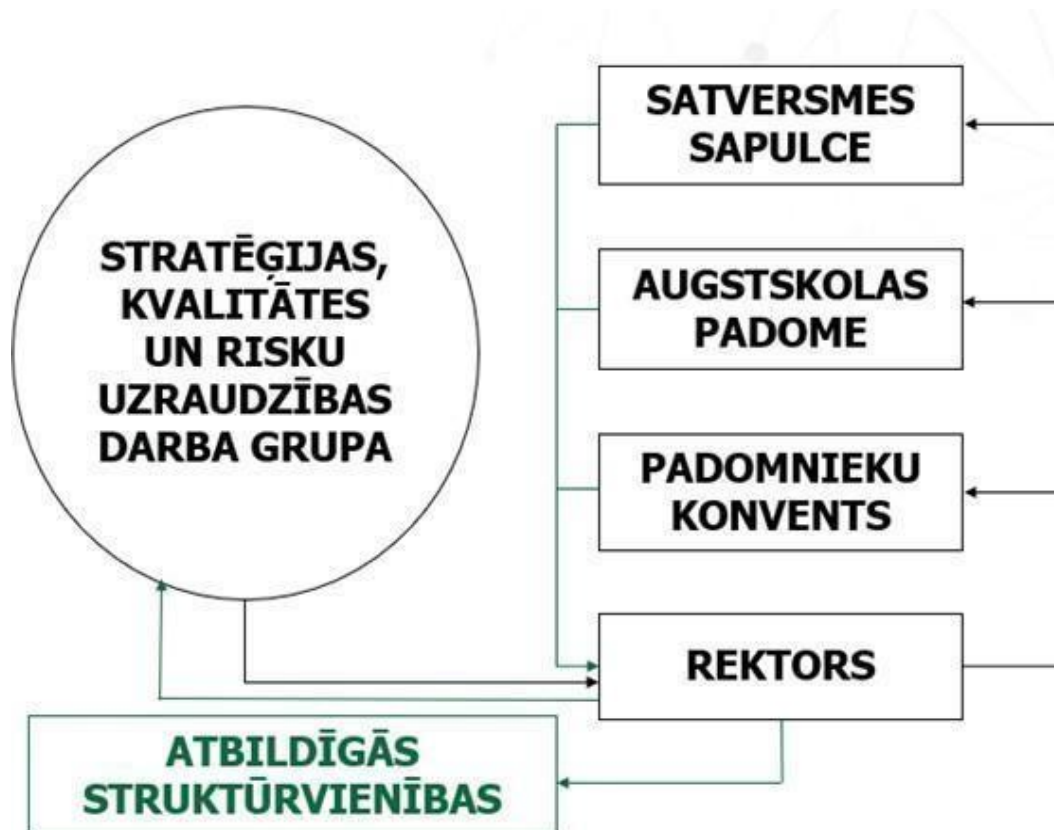 STRATĒĢIJAS,
KVALITĀTES
UN RISKU
UZRAUDZĪBAS
DARBA GRUPA
SATVERSMES
SAPULCE
AUGSTSKOLAS
PADOME
PADOMNIEKU
KONVENTS
REKTORS
ATBILDĪGĀS
STRUKTŪRVIENĪBAS